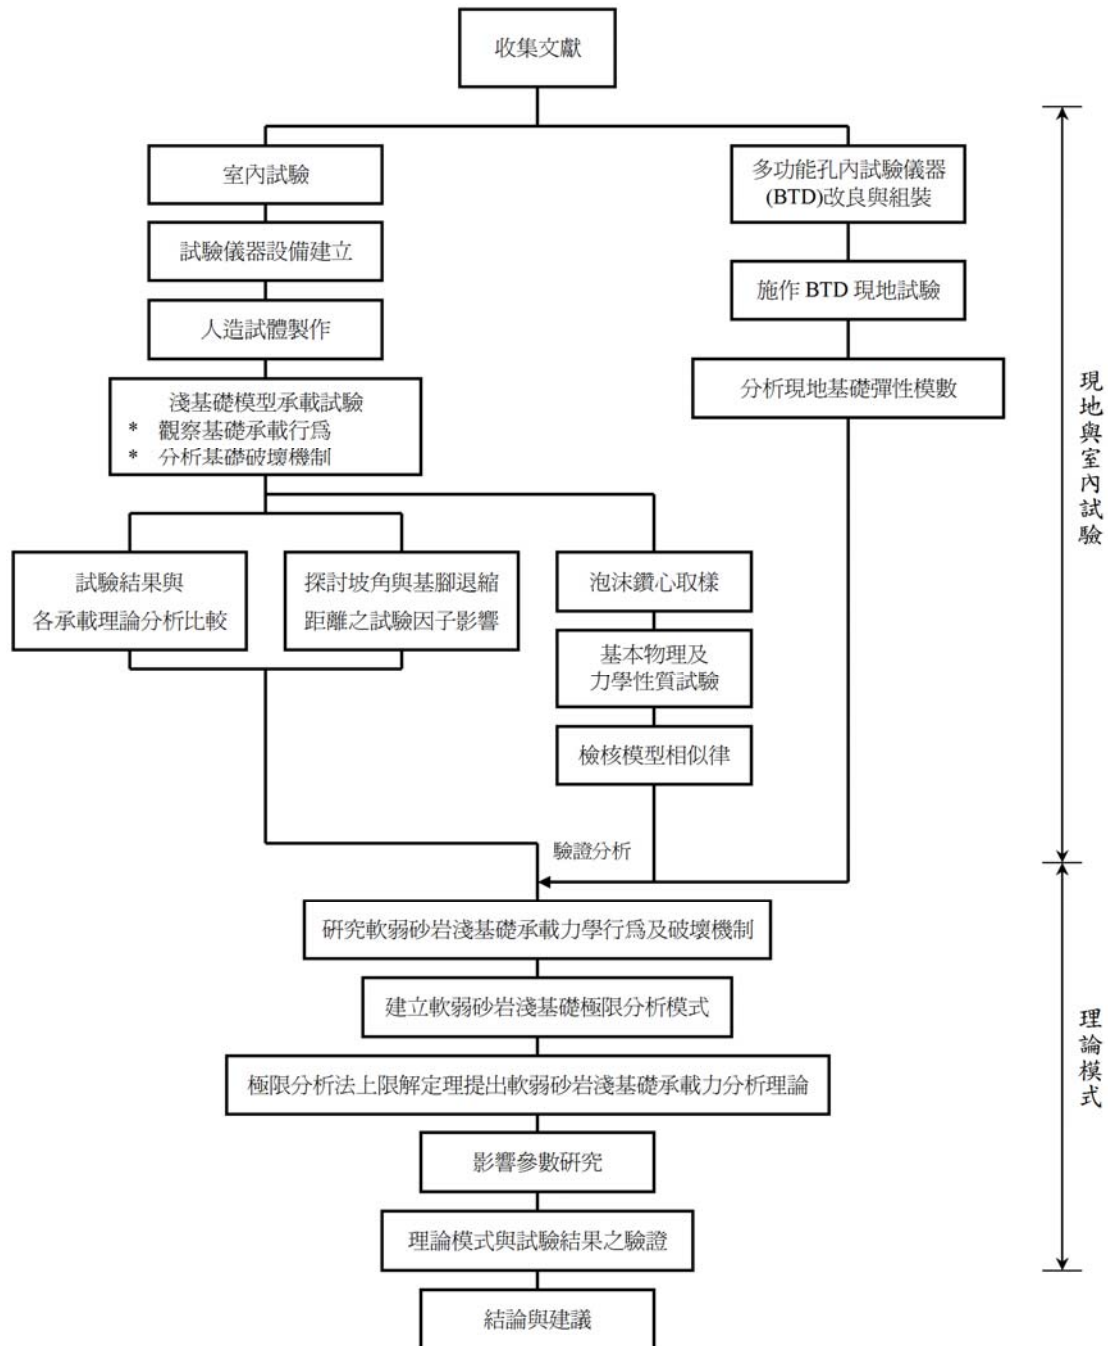 收集文獻
室內試驗
試驗儀器設備建立
人造試體製作
淺基礎模型承載試驗
* 觀察基礎承載行為
* 分析基礎破壞機制
試驗結果與
各承載理論分析比較
探討坡角與基腳退縮
距離之試驗因子影響
泡沫鑽心取樣
基本物理及
力學性質試驗
檢核模型相似律
多功能孔內試驗儀器
(BTD)改良與組裝
施作 BTD 現地試驗
分析現地基礎彈性模數
驗證分析
現地與室內試驗
研究軟弱砂岩淺基礎承載力學行為及破壞機制
建立軟弱砂岩淺基礎極限分析模式
極限分析法上限解定理提出軟弱砂岩淺基礎承載力分析理論
影響參數研究
理論模式與試驗結果之驗證
理論模式
結論與建議